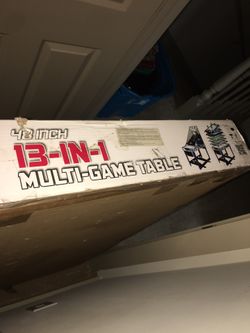 48 INCH
13-IN-1
MULTI-GAME TABLE